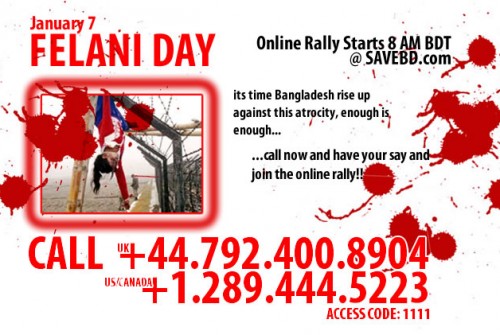 January 7
FELANI DAY
Online Rally Starts 8 AM BDT
@ SAVEBD.com
its time Bangladesh rise up
against this atrocity, enough is
enough...
...call now and have your say and
join the online rally!!
CALL UK +44.792.400.8904
US/CANADA +1.289.444.5223
ACCESS CODE: 1111